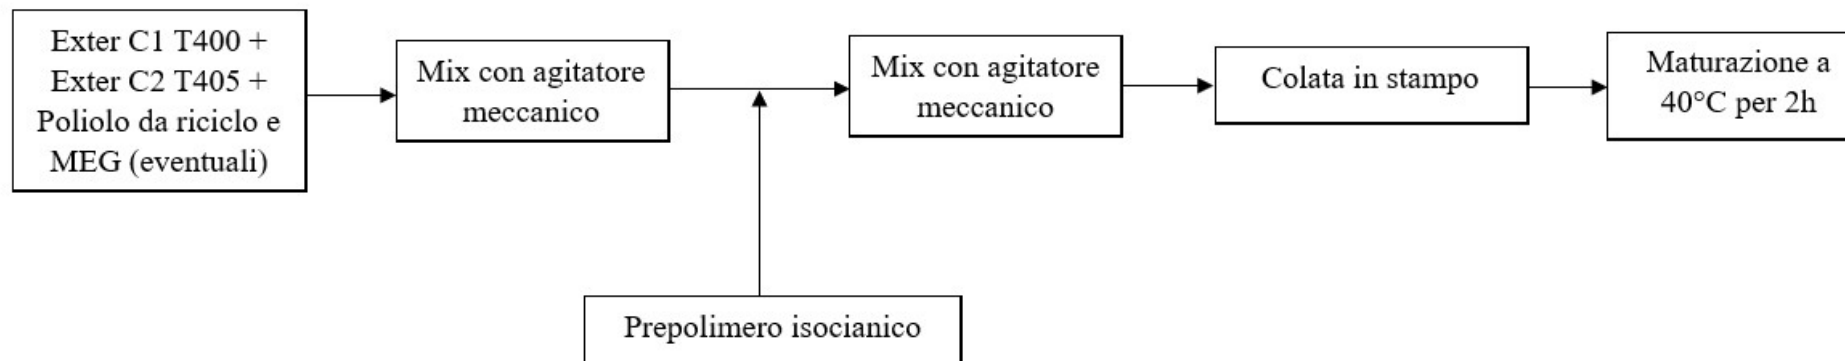 Exter C1 T400 +
Exter C2 T405 +
Poliolo da riciclo e
MEG (eventuali)
Mix con agitatore
meccanico
Prepolimero isocianico
Mix con agitatore
meccanico
Colata in stampo
Maturazione a
40°C per 2h